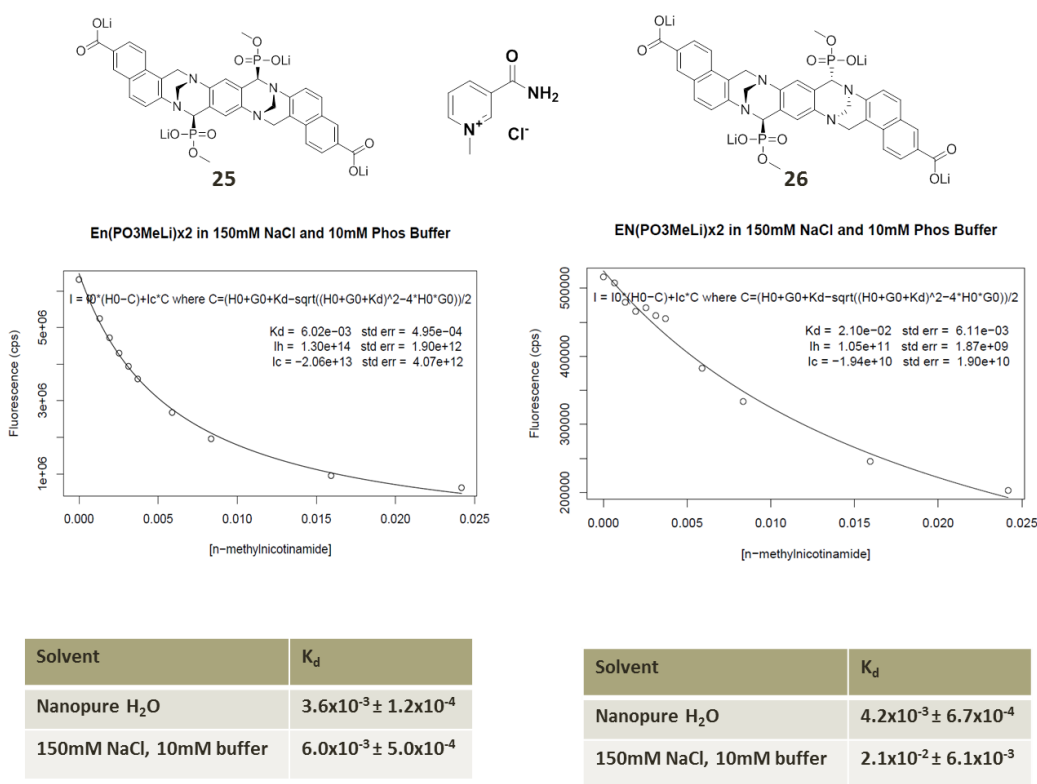 OLi
O
O
O=P-OLi
N
N
N
N
LiO-P=O
O
O
OLi
25
O
NH2
N+
Cl-
OLi
O
O
O=P-OLi
N
N
N
N
LiO-P=O
O
O
OLi
26
En(PO3MeLi)x2 in 150mM NaCl and 10mM Phos Buffer
I = I0*(H0−C)+Ic*C where C=(H0+G0+Kd−sqrt((H0+G0+Kd)^2−4*H0*G0))/2
Kd = 6.02e−03 std err = 4.95e−04
Ih = 1.30e+14 std err = 1.90e+12
Ic = −2.06e+13 std err = 4.07e+12
Fluorescence (cps)
5e+06
3e+06
1e+06
0.000 0.005 0.010 0.015 0.020 0.025
[n−methylnicotinamide]
EN(PO3MeLi)x2 in 150mM NaCl and 10mM Phos Buffer
I = I0*(H0−C)+Ic*C where C=(H0+G0+Kd−sqrt((H0+G0+Kd)^2−4*H0*G0))/2
Kd = 2.10e−02 std err = 6.11e−03
Ih = 1.05e+11 std err = 1.87e+09
Ic = −1.94e+10 std err = 1.90e+10
Fluorescence (cps)
500000
400000
300000
200000
0.000 0.005 0.010 0.015 0.020 0.025
[n−methylnicotinamide]
Solvent Kd
Nanopure H2O 3.6x10-3 ± 1.2x10-4
150mM NaCl, 10mM buffer 6.0x10-3 ± 5.0x10-4
Solvent Kd
Nanopure H2O 4.2x10-3 ± 6.7x10-4
150mM NaCl, 10mM buffer 2.1x10-2 ± 6.1x10-3